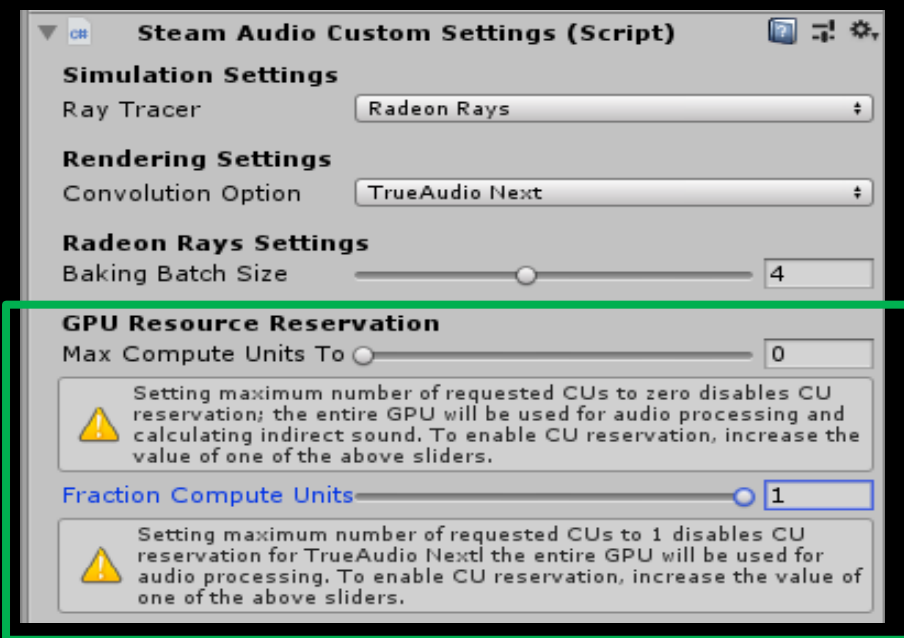 C#
Steam Audio Custom Settings (Script)
Simulation Settings
Ray Tracer
Radeon Rays
Rendering Settings
Convolution Option
TrueAudio Next
Radeon Rays Settings
Baking Batch Size
4
GPU Resource Reservation
Max Compute Units To
0
Setting maximum number of requested CUs to zero disables CU
reservation; the entire GPU will be used for audio processing and
calculating indirect sound. To enable CU reservation, increase the
value of one of the above sliders.
Fraction Compute Units
1
Setting maximum number of requested CUs to 1 disables CU
reservation for TrueAudio Nextl the entire GPU will be used for
audio processing. To enable CU reservation, increase the value of
one of the above sliders.